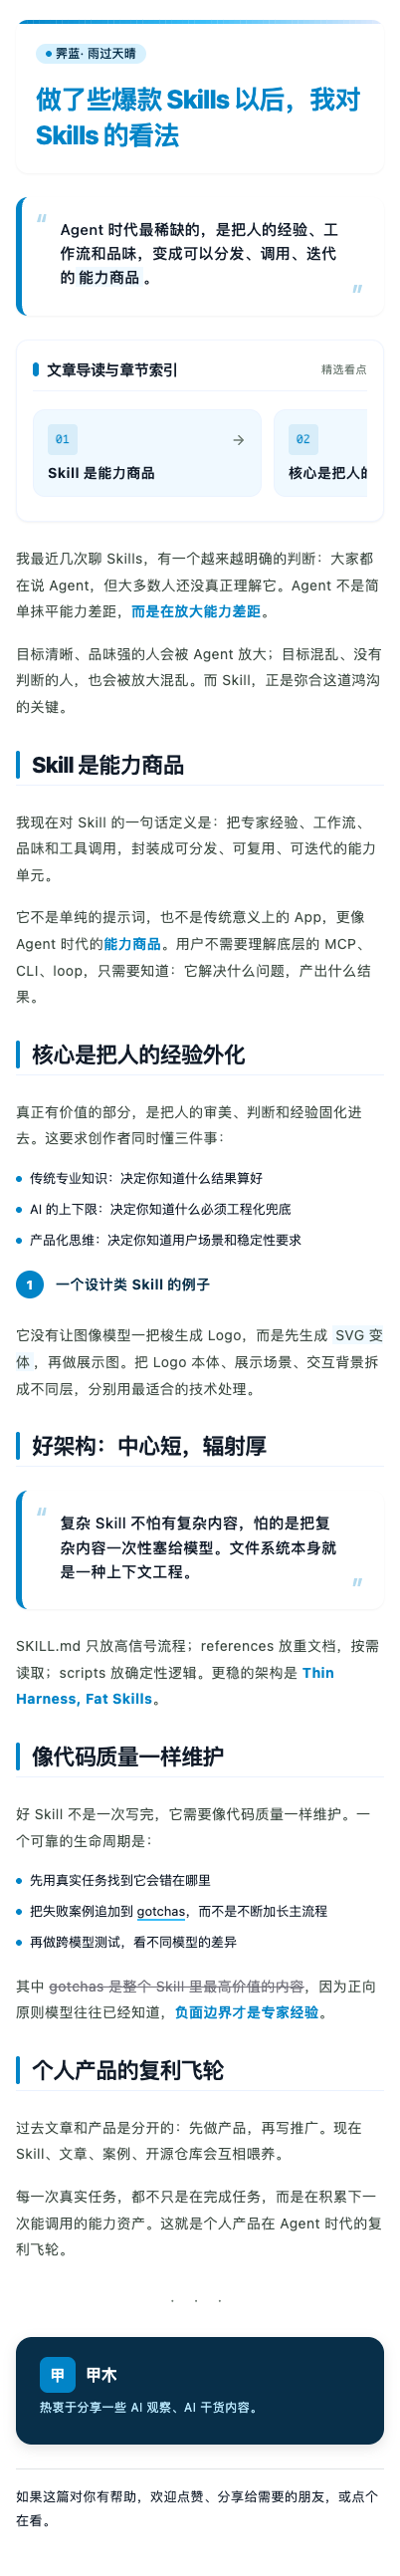 霁蓝· 雨过天晴
做了些爆款 Skills 以后，我对
Skills 的看法
"
Agent 时代最稀缺的，是把人的经验、工
作流和品味，变成可以分发、调用、迭代
的 能力商品 。
"
文章导读与章节索引
精选看点
01
→
Skill 是能力商品
02
核心是把人的
我最近几次聊 Skills，有一个越来越明确的判断：大家都
在说 Agent，但大多数人还没真正理解它。Agent 不是简
单抹平能力差距，而是在放大能力差距。
目标清晰、品味强的人会被 Agent 放大；目标混乱、没有
判断的人，也会被放大混乱。而 Skill，正是弥合这道鸿沟
的关键。
Skill 是能力商品
我现在对 Skill 的一句话定义是：把专家经验、工作流、
品味和工具调用，封装成可分发、可复用、可迭代的能力
单元。
它不是单纯的提示词，也不是传统意义上的 App，更像
Agent 时代的能力商品。用户不需要理解底层的 MCP、
CLI、loop，只需要知道：它解决什么问题，产出什么结
果。
核心是把人的经验外化
真正有价值的部分，是把人的审美、判断和经验固化进
去。这要求创作者同时懂三件事：
传统专业知识：决定你知道什么结果算好
AI 的上下限：决定你知道什么必须工程化兜底
产品化思维：决定你知道用户场景和稳定性要求
1 一个设计类 Skill 的例子
它没有让图像模型一把梭生成 Logo，而是先生成 SVG 变
体 ，再做展示图。把 Logo 本体、展示场景、交互背景拆
成不同层，分别用最适合的技术处理。
好架构：中心短，辐射厚
"
复杂 Skill 不怕有复杂内容，怕的是把复
杂内容一次性塞给模型。文件系统本身就
是一种上下文工程。
"
SKILL.md 只放高信号流程；references 放重文档，按需
读取；scripts 放确定性逻辑。更稳的架构是 Thin
Harness, Fat Skills。
像代码质量一样维护
好 Skill 不是一次写完，它需要像代码质量一样维护。一
个可靠的生命周期是：
先用真实任务找到它会错在哪里
把失败案例追加到 gotchas，而不是不断加长主流程
再做跨模型测试，看不同模型的差异
其中 gotchas 是整个 Skill 里最高价值的内容，因为正向
原则模型往往已经知道，负面边界才是专家经验。
个人产品的复利飞轮
过去文章和产品是分开的：先做产品，再写推广。现在
Skill、文章、案例、开源仓库会互相喂养。
每一次真实任务，都不只是在完成任务，而是在积累下一
次能调用的能力资产。这就是个人产品在 Agent 时代的复
利飞轮。
· · ·
甲 甲木
热衷于分享一些 AI 观察、AI 干货内容。
如果这篇对你有帮助，欢迎点赞、分享给需要的朋友，或点个
在看。